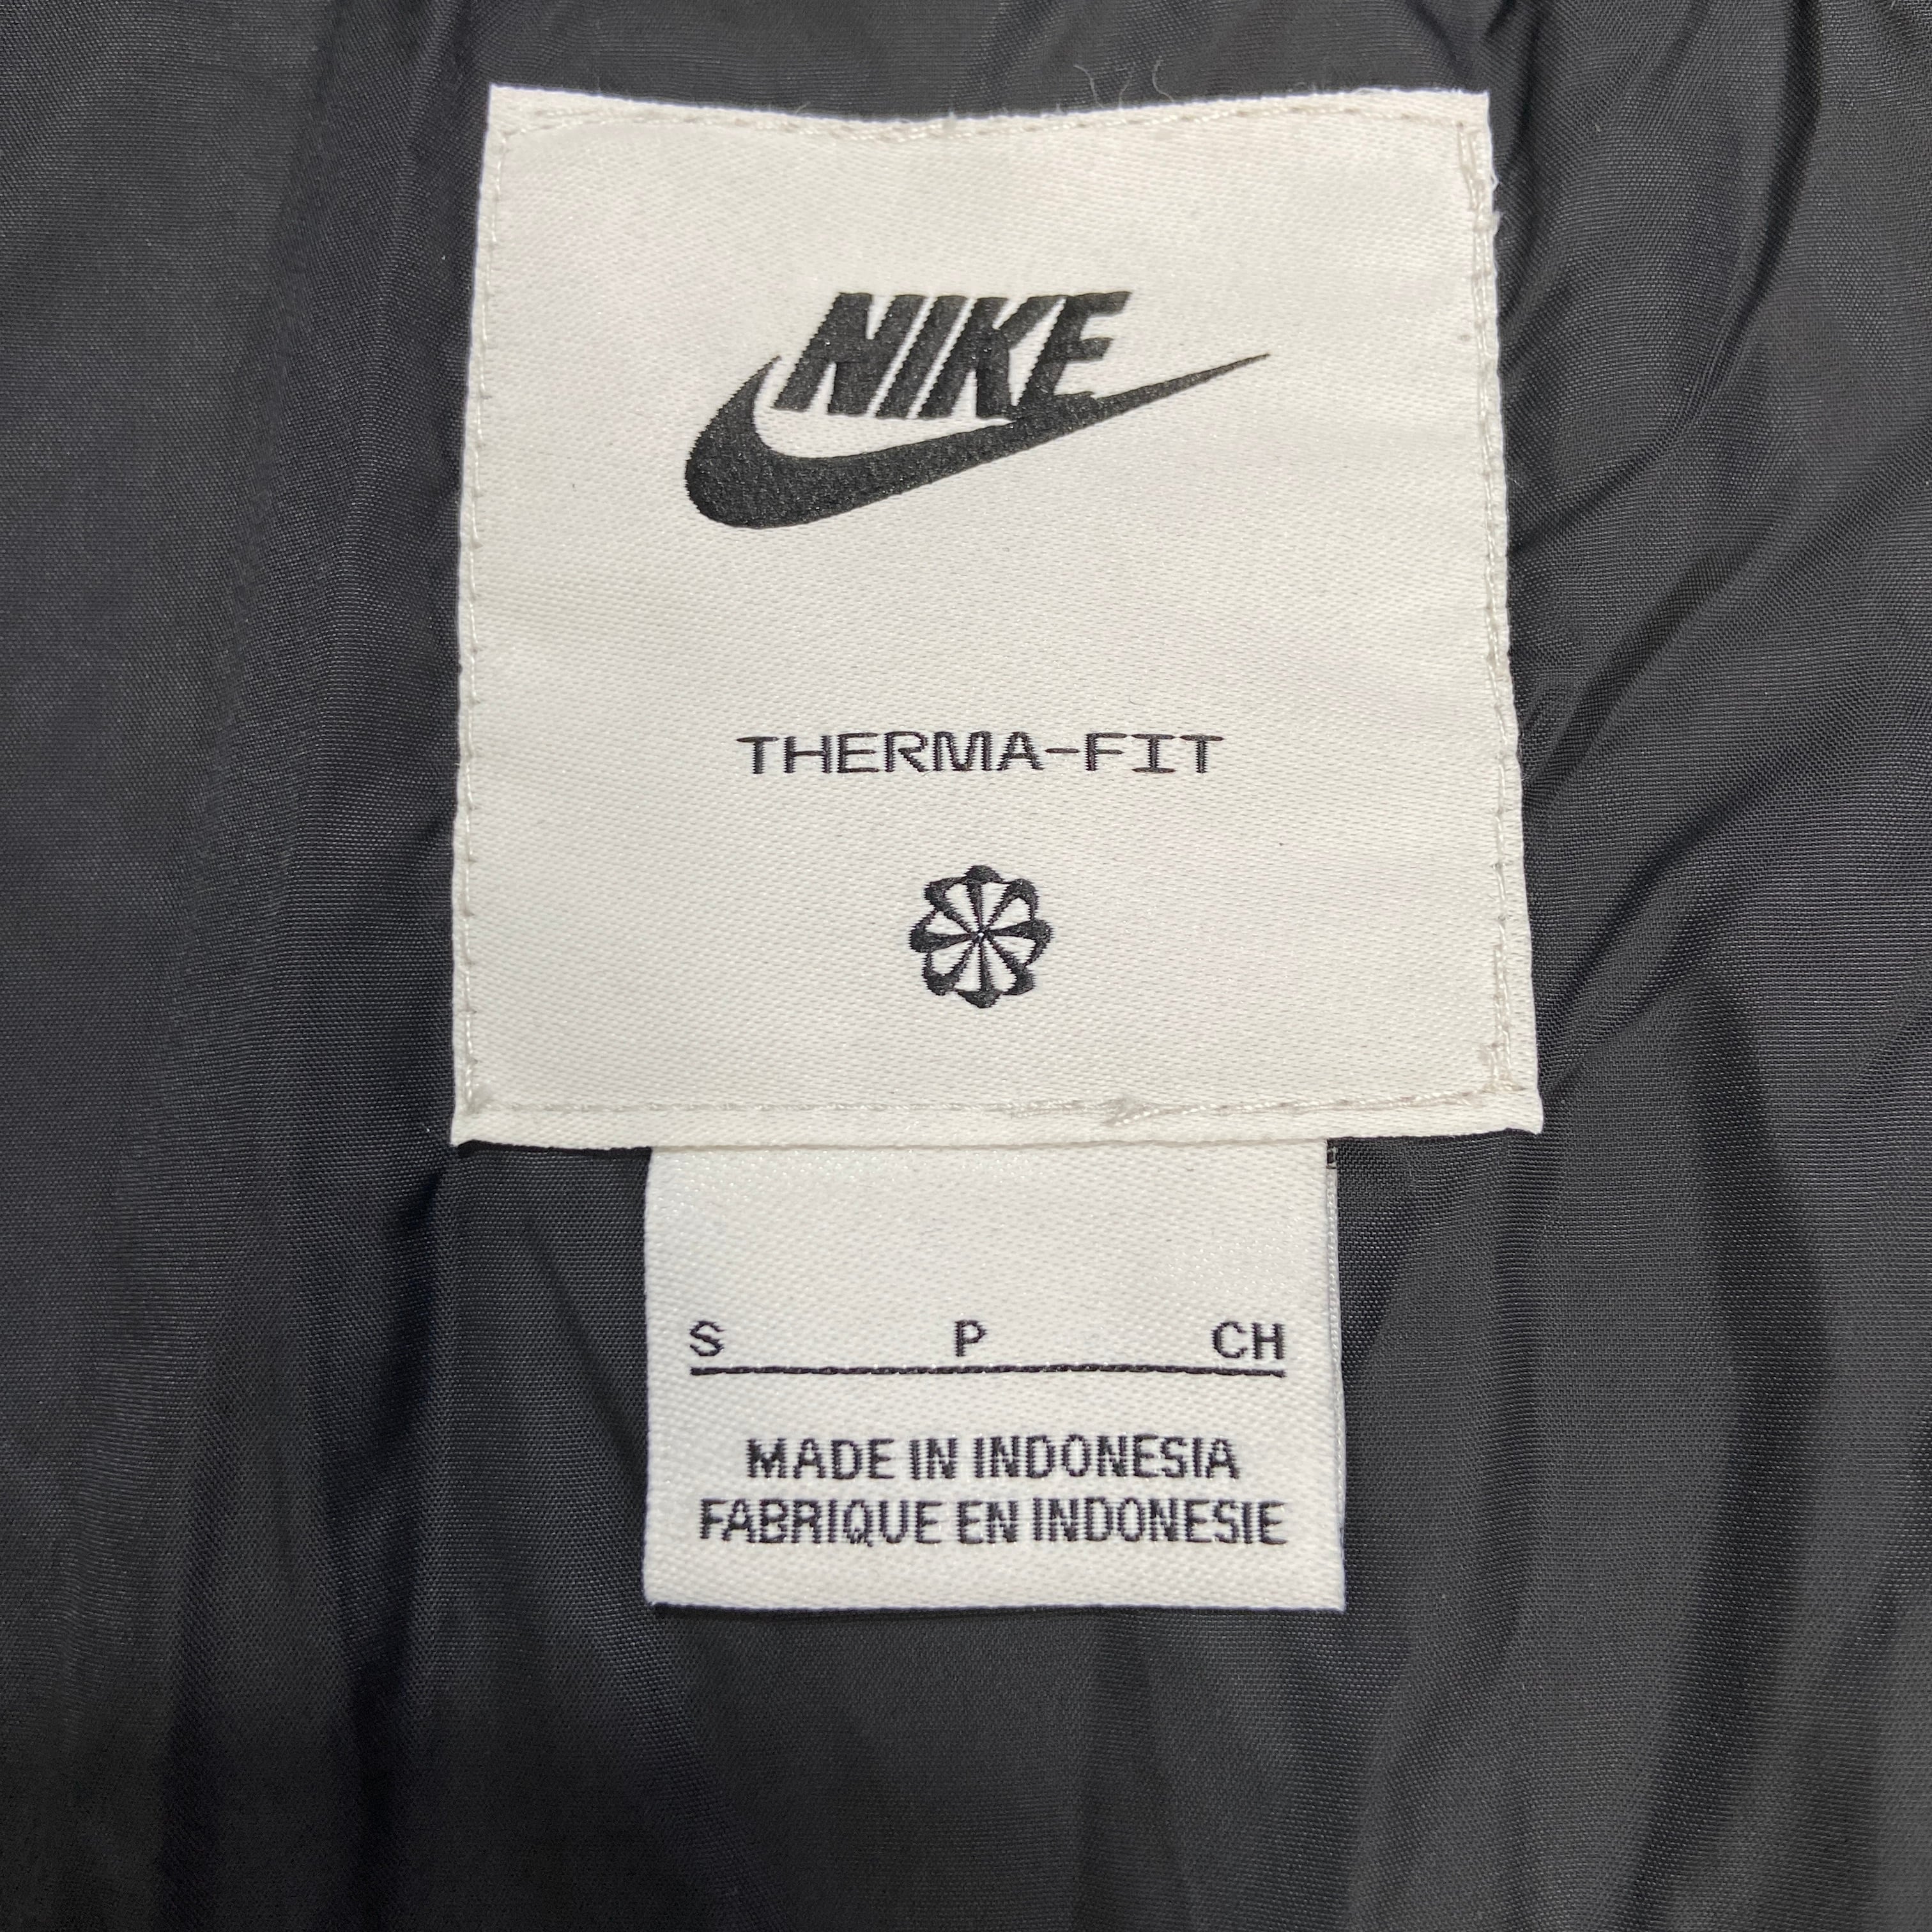 NIKE
THERMA-FIT
S P CH
MADE IN INDONESIA
FABRIQUE EN INDONESIE